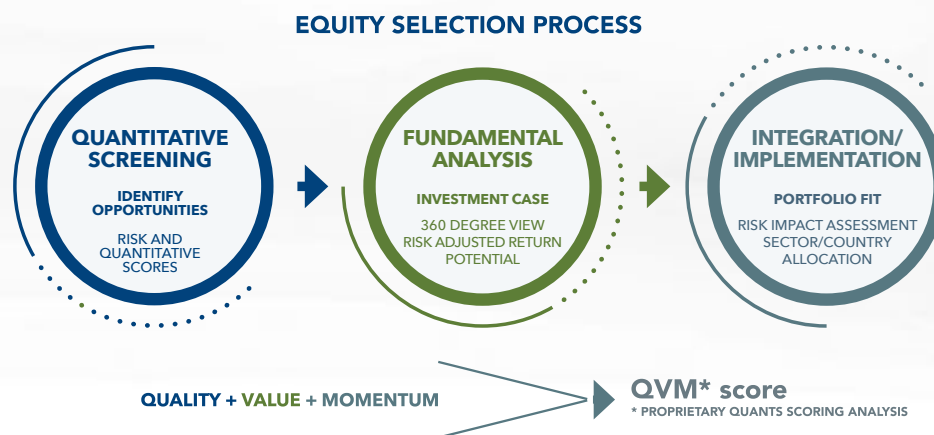 EQUITY SELECTION PROCESS
QUANTITATIVE
SCREENING
IDENTIFY
OPPORTUNITIES
RISK AND
QUANTITATIVE
SCORES
FUNDAMENTAL
ANALYSIS
INVESTMENT CASE
360 DEGREE VIEW
RISK ADJUSTED RETURN
POTENTIAL
INTEGRATION/
IMPLEMENTATION
PORTFOLIO FIT
RISK IMPACT ASSESSMENT
SECTOR/COUNTRY
ALLOCATION
QUALITY + VALUE + MOMENTUM
QVM* score
* PROPRIETARY QUANTS SCORING ANALYSIS